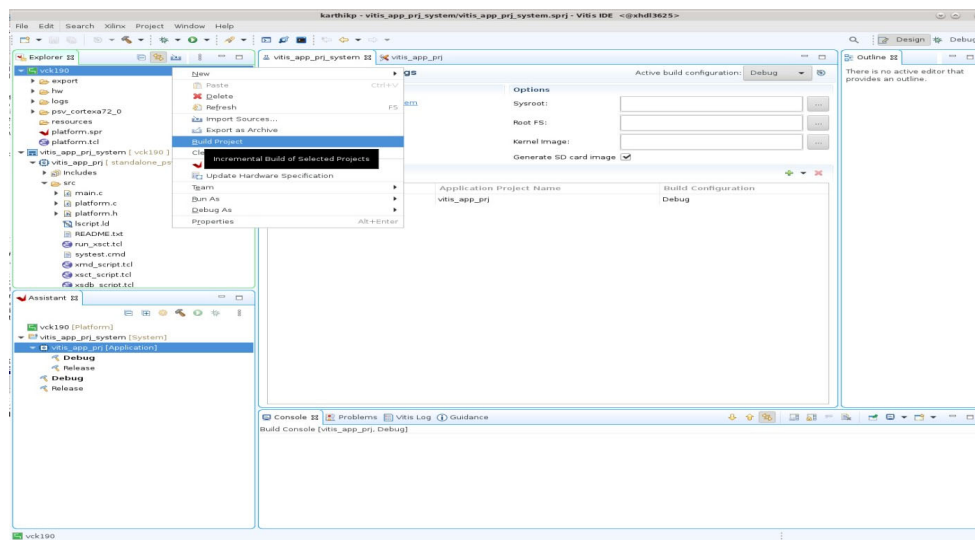 karthikp - vitis_app_prj_system/vitis_app_prj_system.sprj - Vitis IDE <@xhdl3625>
File Edit Search Xilinx Project Window Help
Design Debug
Explorer
vck190
export
hw
logs
psv_cortexa72_0
resources
platform.spr
platform.tcl
vitis_app_prj_system [ vck190 ]
vitis_app_prj [ standalone_ps
Includes
src
main.c
platform.c
platform.h
lscript.ld
README.txt
run_xsct.tcl
systest.cmd
xmd_script.tcl
xsct_script.tcl
xsdb_script.tcl
New
Paste Ctrl+V
Delete
Refresh F5
Import Sources...
Export as Archive
Build Project
Cle
Incremental Build of Selected Projects
Update Hardware Specification
Team
Run As
Debug As
Properties Alt+Enter
vitis_app_prj_system vitis_app_prj
gs
Active build configuration: Debug
em
Options
Sysroot: ...
Root FS: ...
Kernel Image: ...
Generate SD card image
Application Project Name Build Configuration
vitis_app_prj Debug
Outline
There is no active editor that
provides an outline.
Assistant
vck190 [Platform]
vitis_app_prj_system [System]
vitis_app_prj [Application]
Debug
Release
Debug
Release
Console Problems Vitis Log Guidance
Build Console [vitis_app_prj, Debug]
vck190